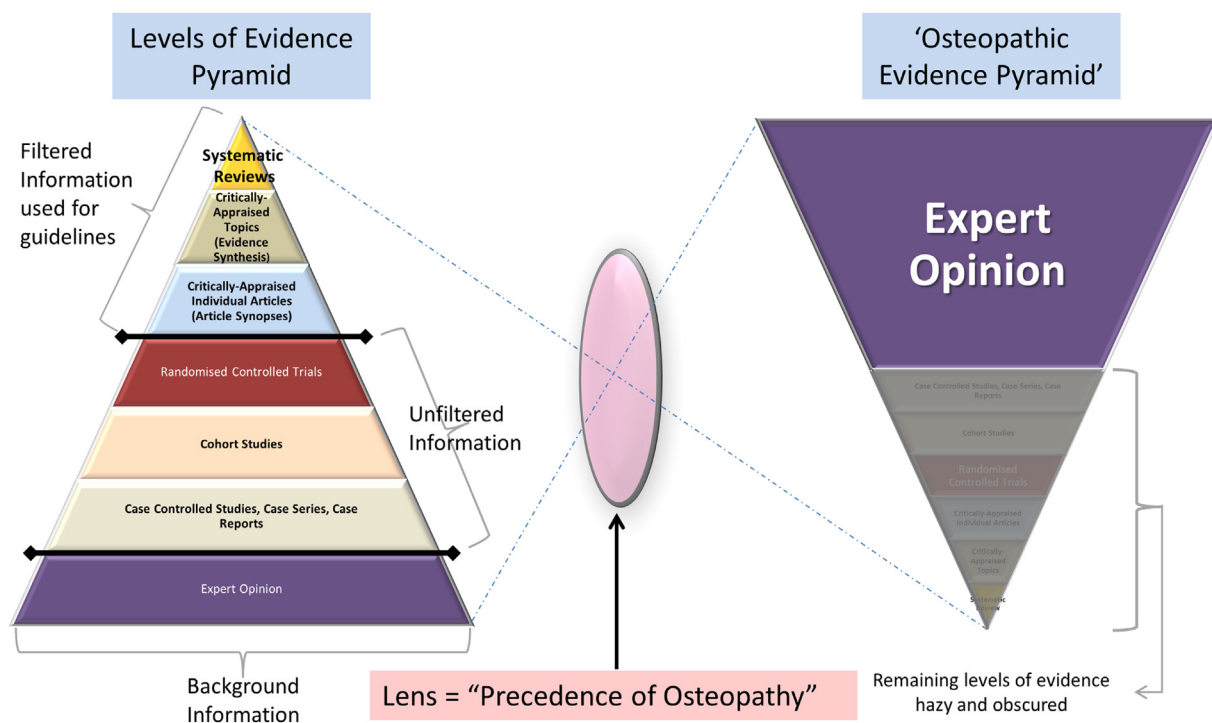 Levels of Evidence
Pyramid
Filtered
Information
used for
guidelines
Systematic
Reviews
Critically-
Appraised
Topics
(Evidence
Synthesis)
Critically-Appraised
Individual Articles
(Article Synopses)
Randomised Controlled Trials
Cohort Studies
Case Controlled Studies, Case Series, Case
Reports
Expert Opinion
Unfiltered
Information
Background
Information
Lens = “Precedence of Osteopathy”
‘Osteopathic
Evidence Pyramid’
Expert
Opinion
Case Controlled Studies, Case Series, Case
Reports
Cohort Studies
Randomised
Controlled Trials
Critically-Appraised
Individual Articles
Critically-
Appraised
Topics
Systematic
Review
Remaining levels of evidence
hazy and obscured